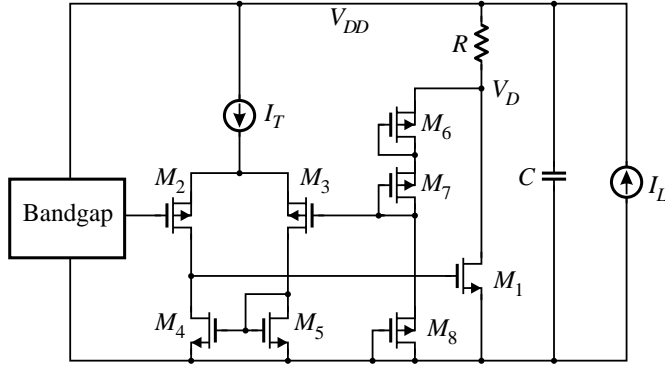 V_DD
R
V_D
I_T
M_6
M_2
M_3
M_7
C
I_L
Bandgap
M_1
M_4
M_5
M_8